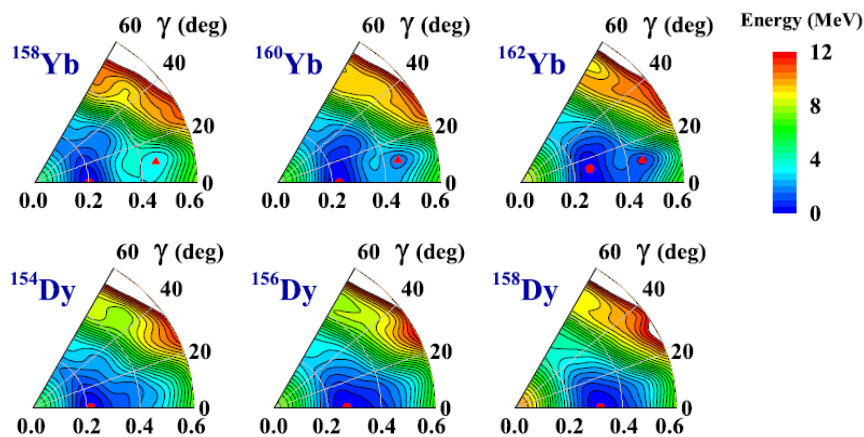 60 γ (deg) 60 γ (deg) 60 γ (deg) Energy (MeV)
158Yb 40 160Yb 40 162Yb 40 12
8
20 20 20
4
0 0 0
0.0 0.2 0.4 0.6 0.0 0.2 0.4 0.6 0.0 0.2 0.4 0.6 0
60 γ (deg) 60 γ (deg) 60 γ (deg)
154Dy 40 156Dy 40 158Dy 40
20 20 20
0 0 0
0.0 0.2 0.4 0.6 0.0 0.2 0.4 0.6 0.0 0.2 0.4 0.6